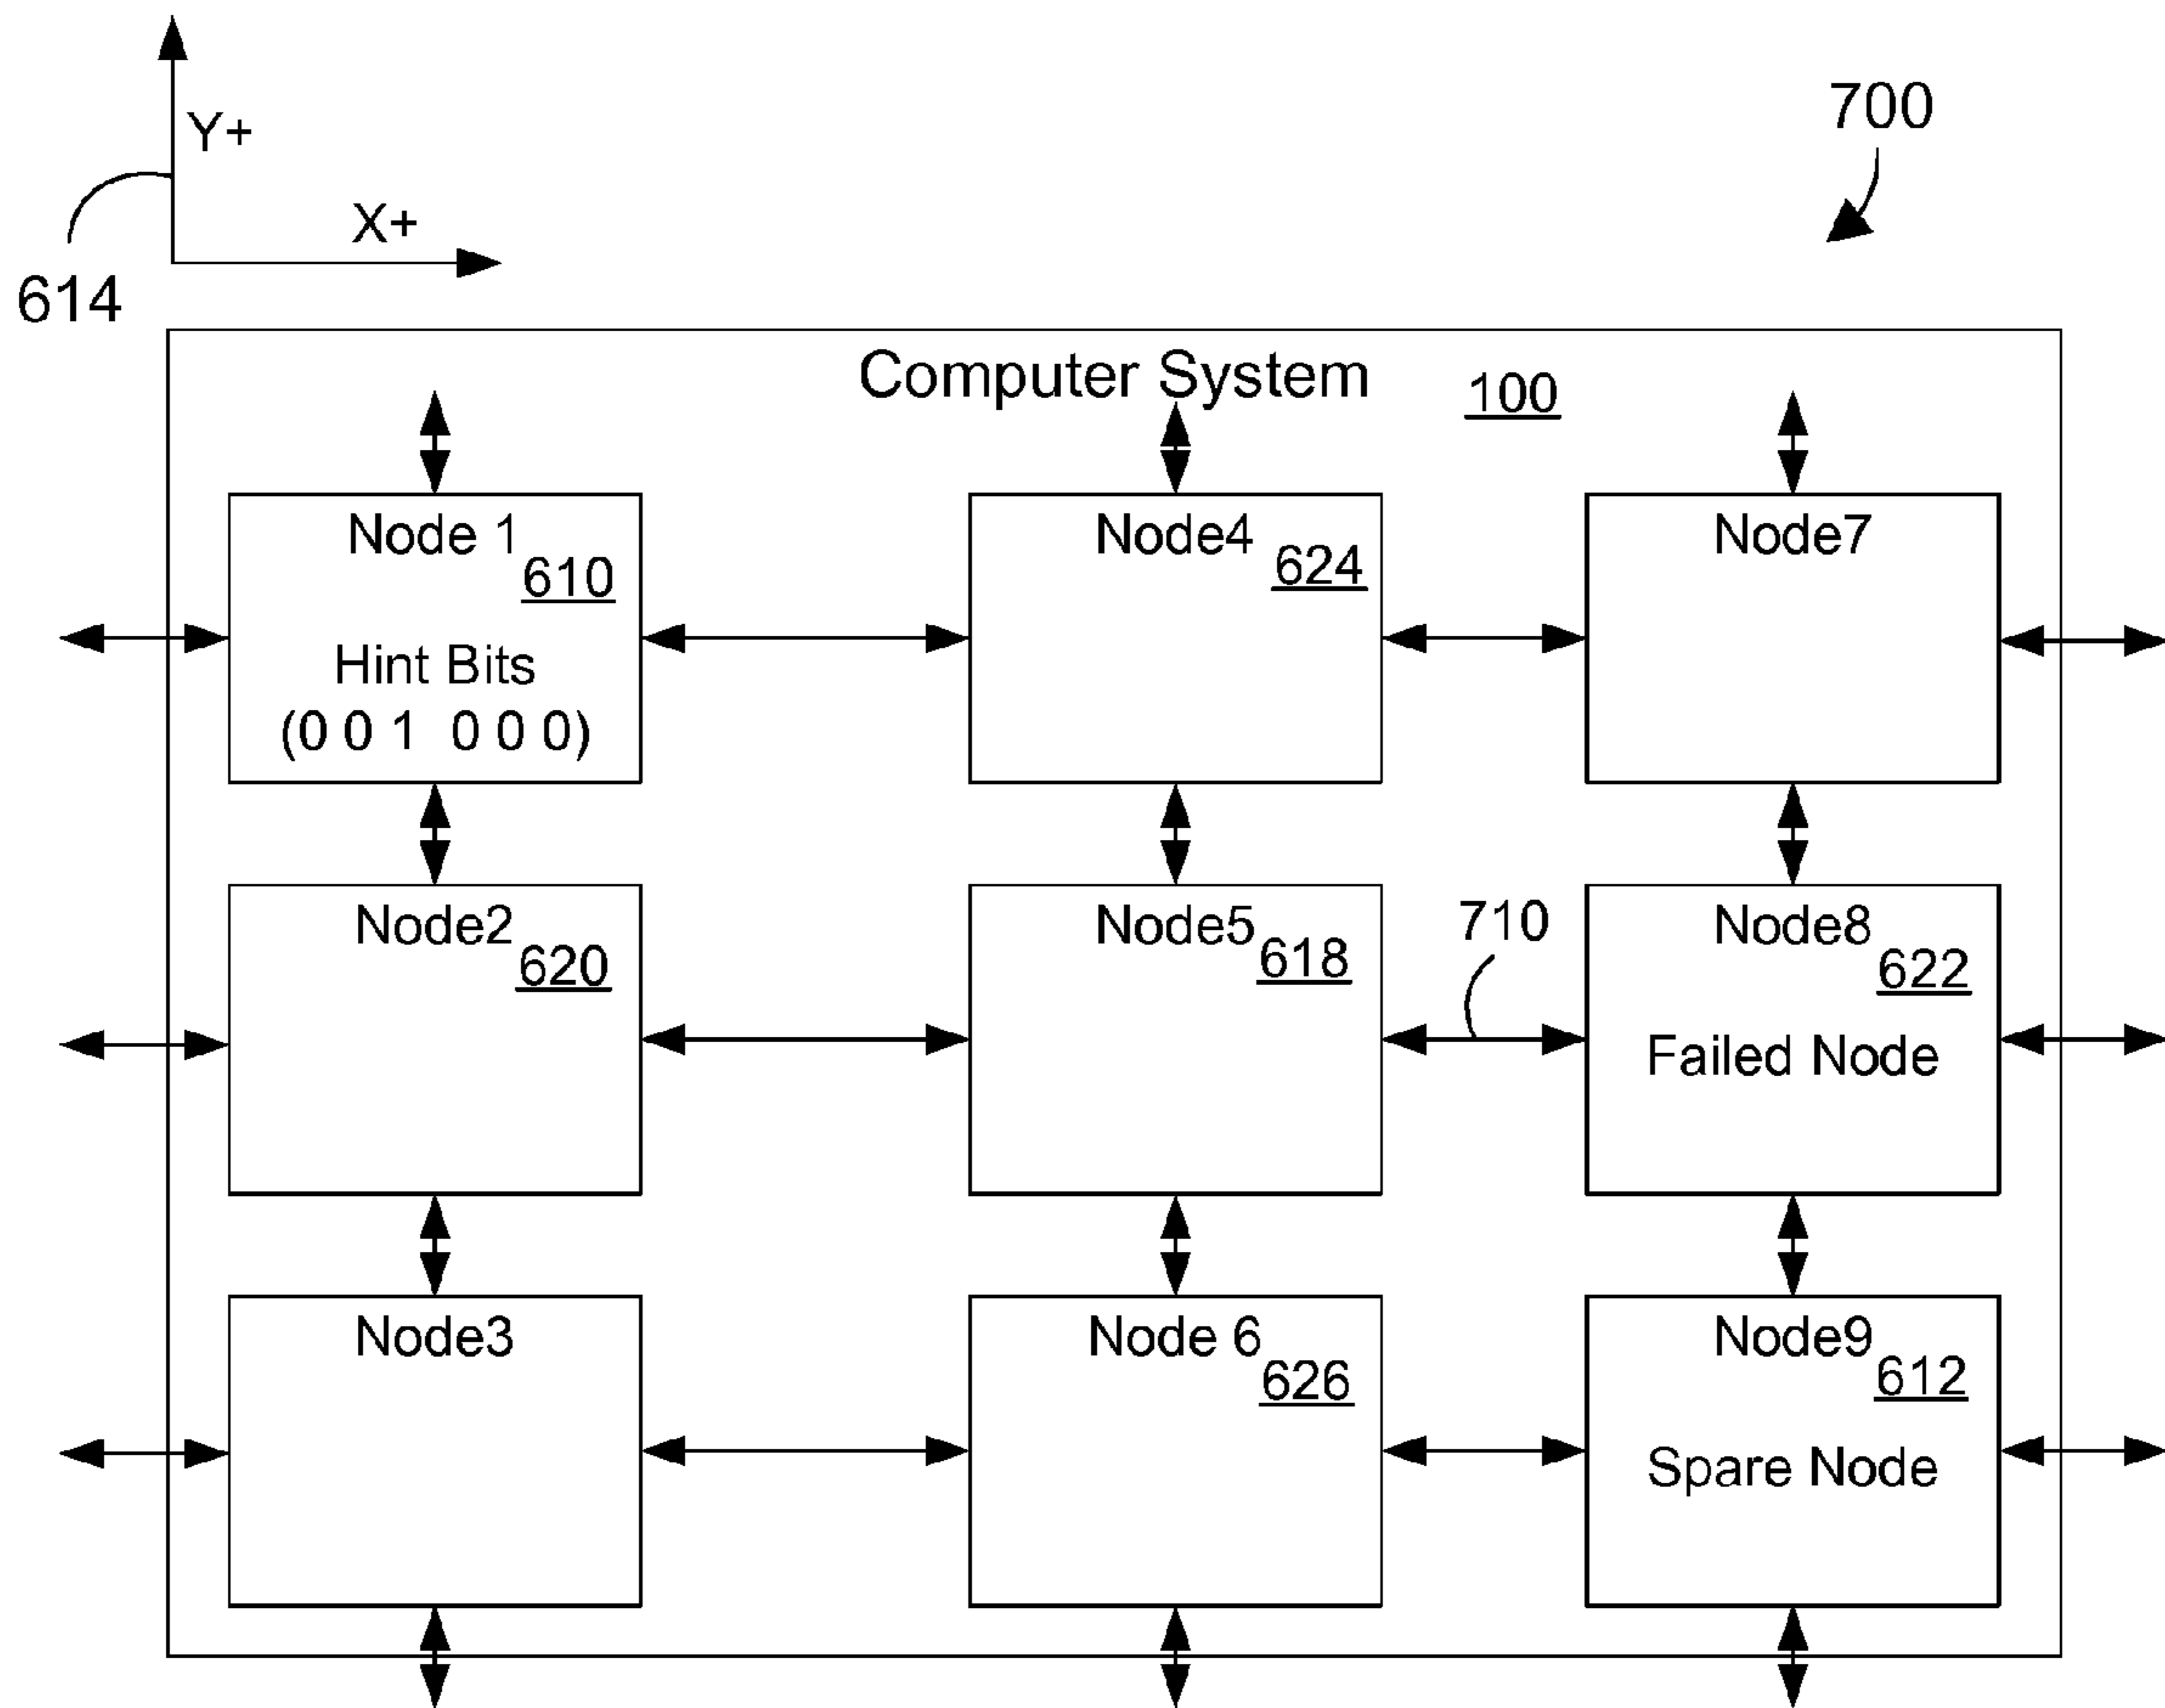 Y+
700
X+
614
Computer System 100
Node 1
610
Hint Bits
(0 0 1 0 0 0)
Node4
624
Node7
Node2
620
Node5
618
710
Node8
622
Failed Node
Node3
Node 6
626
Node9
612
Spare Node